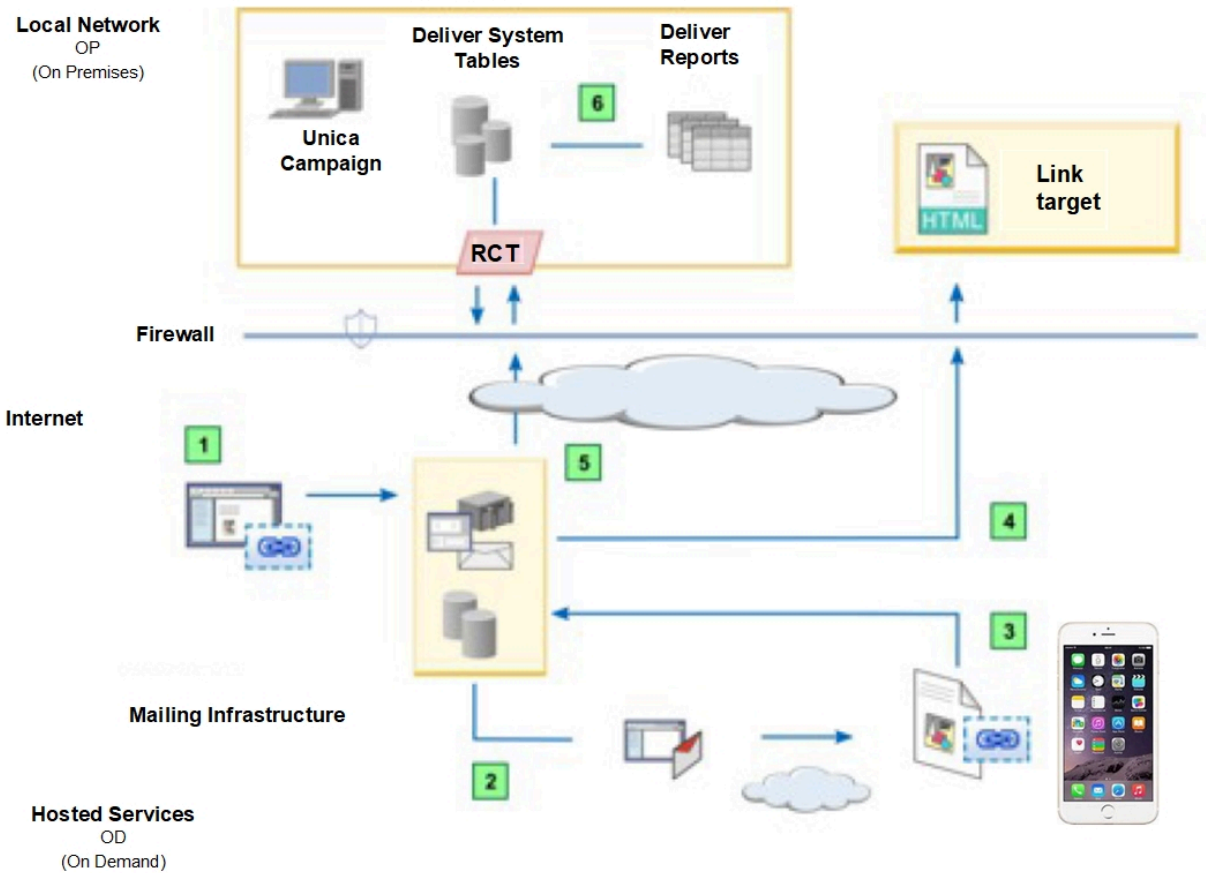 Local Network
OP
(On Premises)
Deliver System
Tables
Deliver
Reports
6
Unica
Campaign
HTML
Link
target
RCT
Firewall
Internet
1
5
4
3
Mailing Infrastructure
2
Hosted Services
OD
(On Demand)